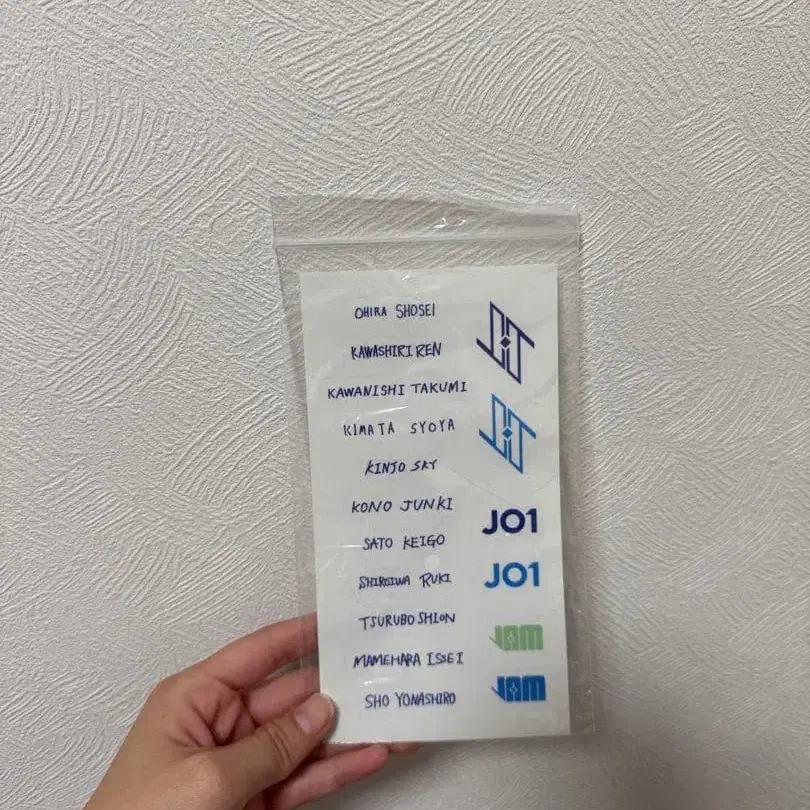 OHIRA SHOSEI
KAWASHIRI REN
KAWANISHI TAKUMI
KIMATA SYOYA
KINJO SKY
KONO JUNKI
SATO KEIGO
SHIROIWA RUKI
TSURUBO SHION
MAMEHARA ISSEI
SHO YONASHIRO
JO1
JO1
JAM
JAM